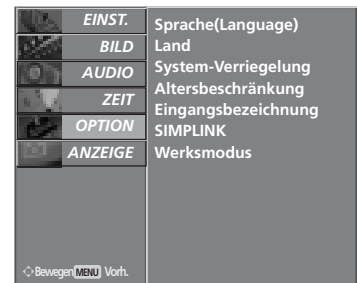 EINST.
BILD
AUDIO
ZEIT
OPTION
ANZEIGE
Sprache(Language)
Land
System-Verriegelung
Altersbeschränkung
Eingangsbezeichnung
SIMPLINK
Werksmodus
Bewegen MENU Vorh.